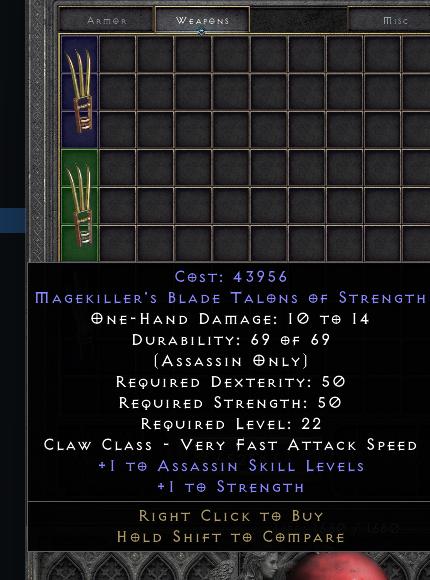 Armor Weapons Misc
Cost: 43956
Magekiller's Blade Talons of Strength
One-Hand Damage: 10 to 14
Durability: 69 of 69
(Assassin Only)
Required Dexterity: 50
Required Strength: 50
Required Level: 22
Claw Class - Very Fast Attack Speed
+1 to Assassin Skill Levels
+1 to Strength
Right Click to Buy
Hold Shift to Compare